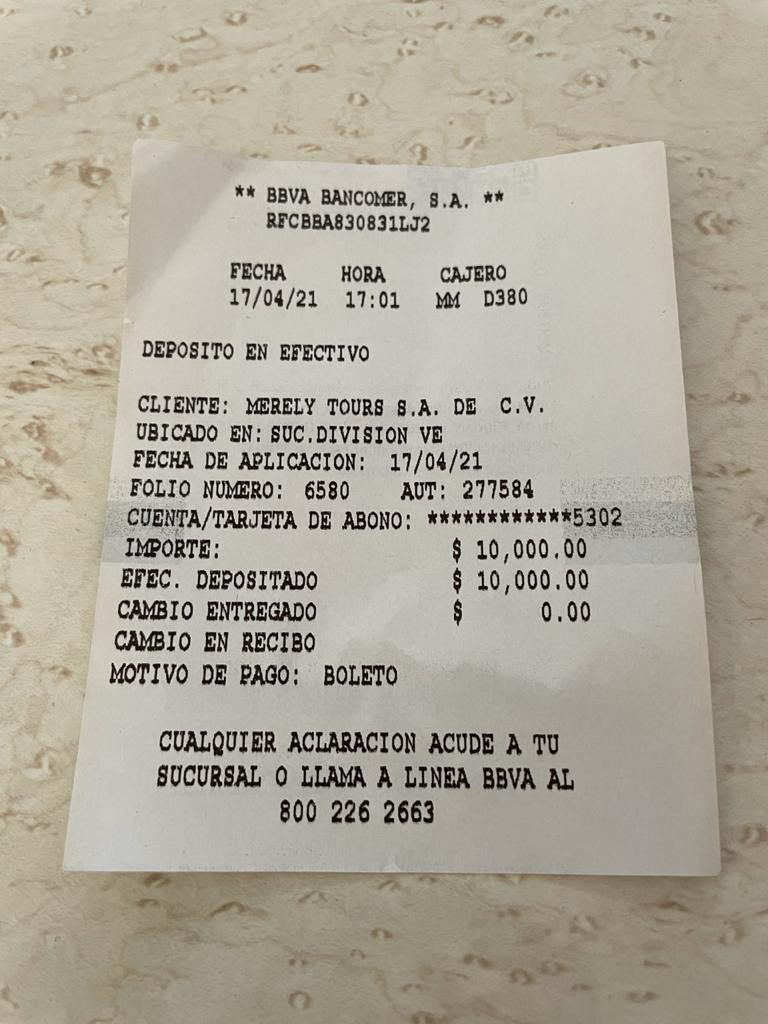 ** BBVA BANCOMER, S.A. **
RFCBBA830831LJ2
FECHA HORA CAJERO
17/04/21 17:01 MM D380
DEPOSITO EN EFECTIVO
CLIENTE: MERELY TOURS S.A. DE C.V.
UBICADO EN: SUC.DIVISION VE
FECHA DE APLICACION: 17/04/21
FOLIO NUMERO: 6580 AUT: 277584
CUENTA/TARJETA DE ABONO: ************5302
IMPORTE: $ 10,000.00
EFEC. DEPOSITADO $ 10,000.00
CAMBIO ENTREGADO $ 0.00
CAMBIO EN RECIBO
MOTIVO DE PAGO: BOLETO
CUALQUIER ACLARACION ACUDE A TU
SUCURSAL O LLAMA A LINEA BBVA AL
800 226 2663